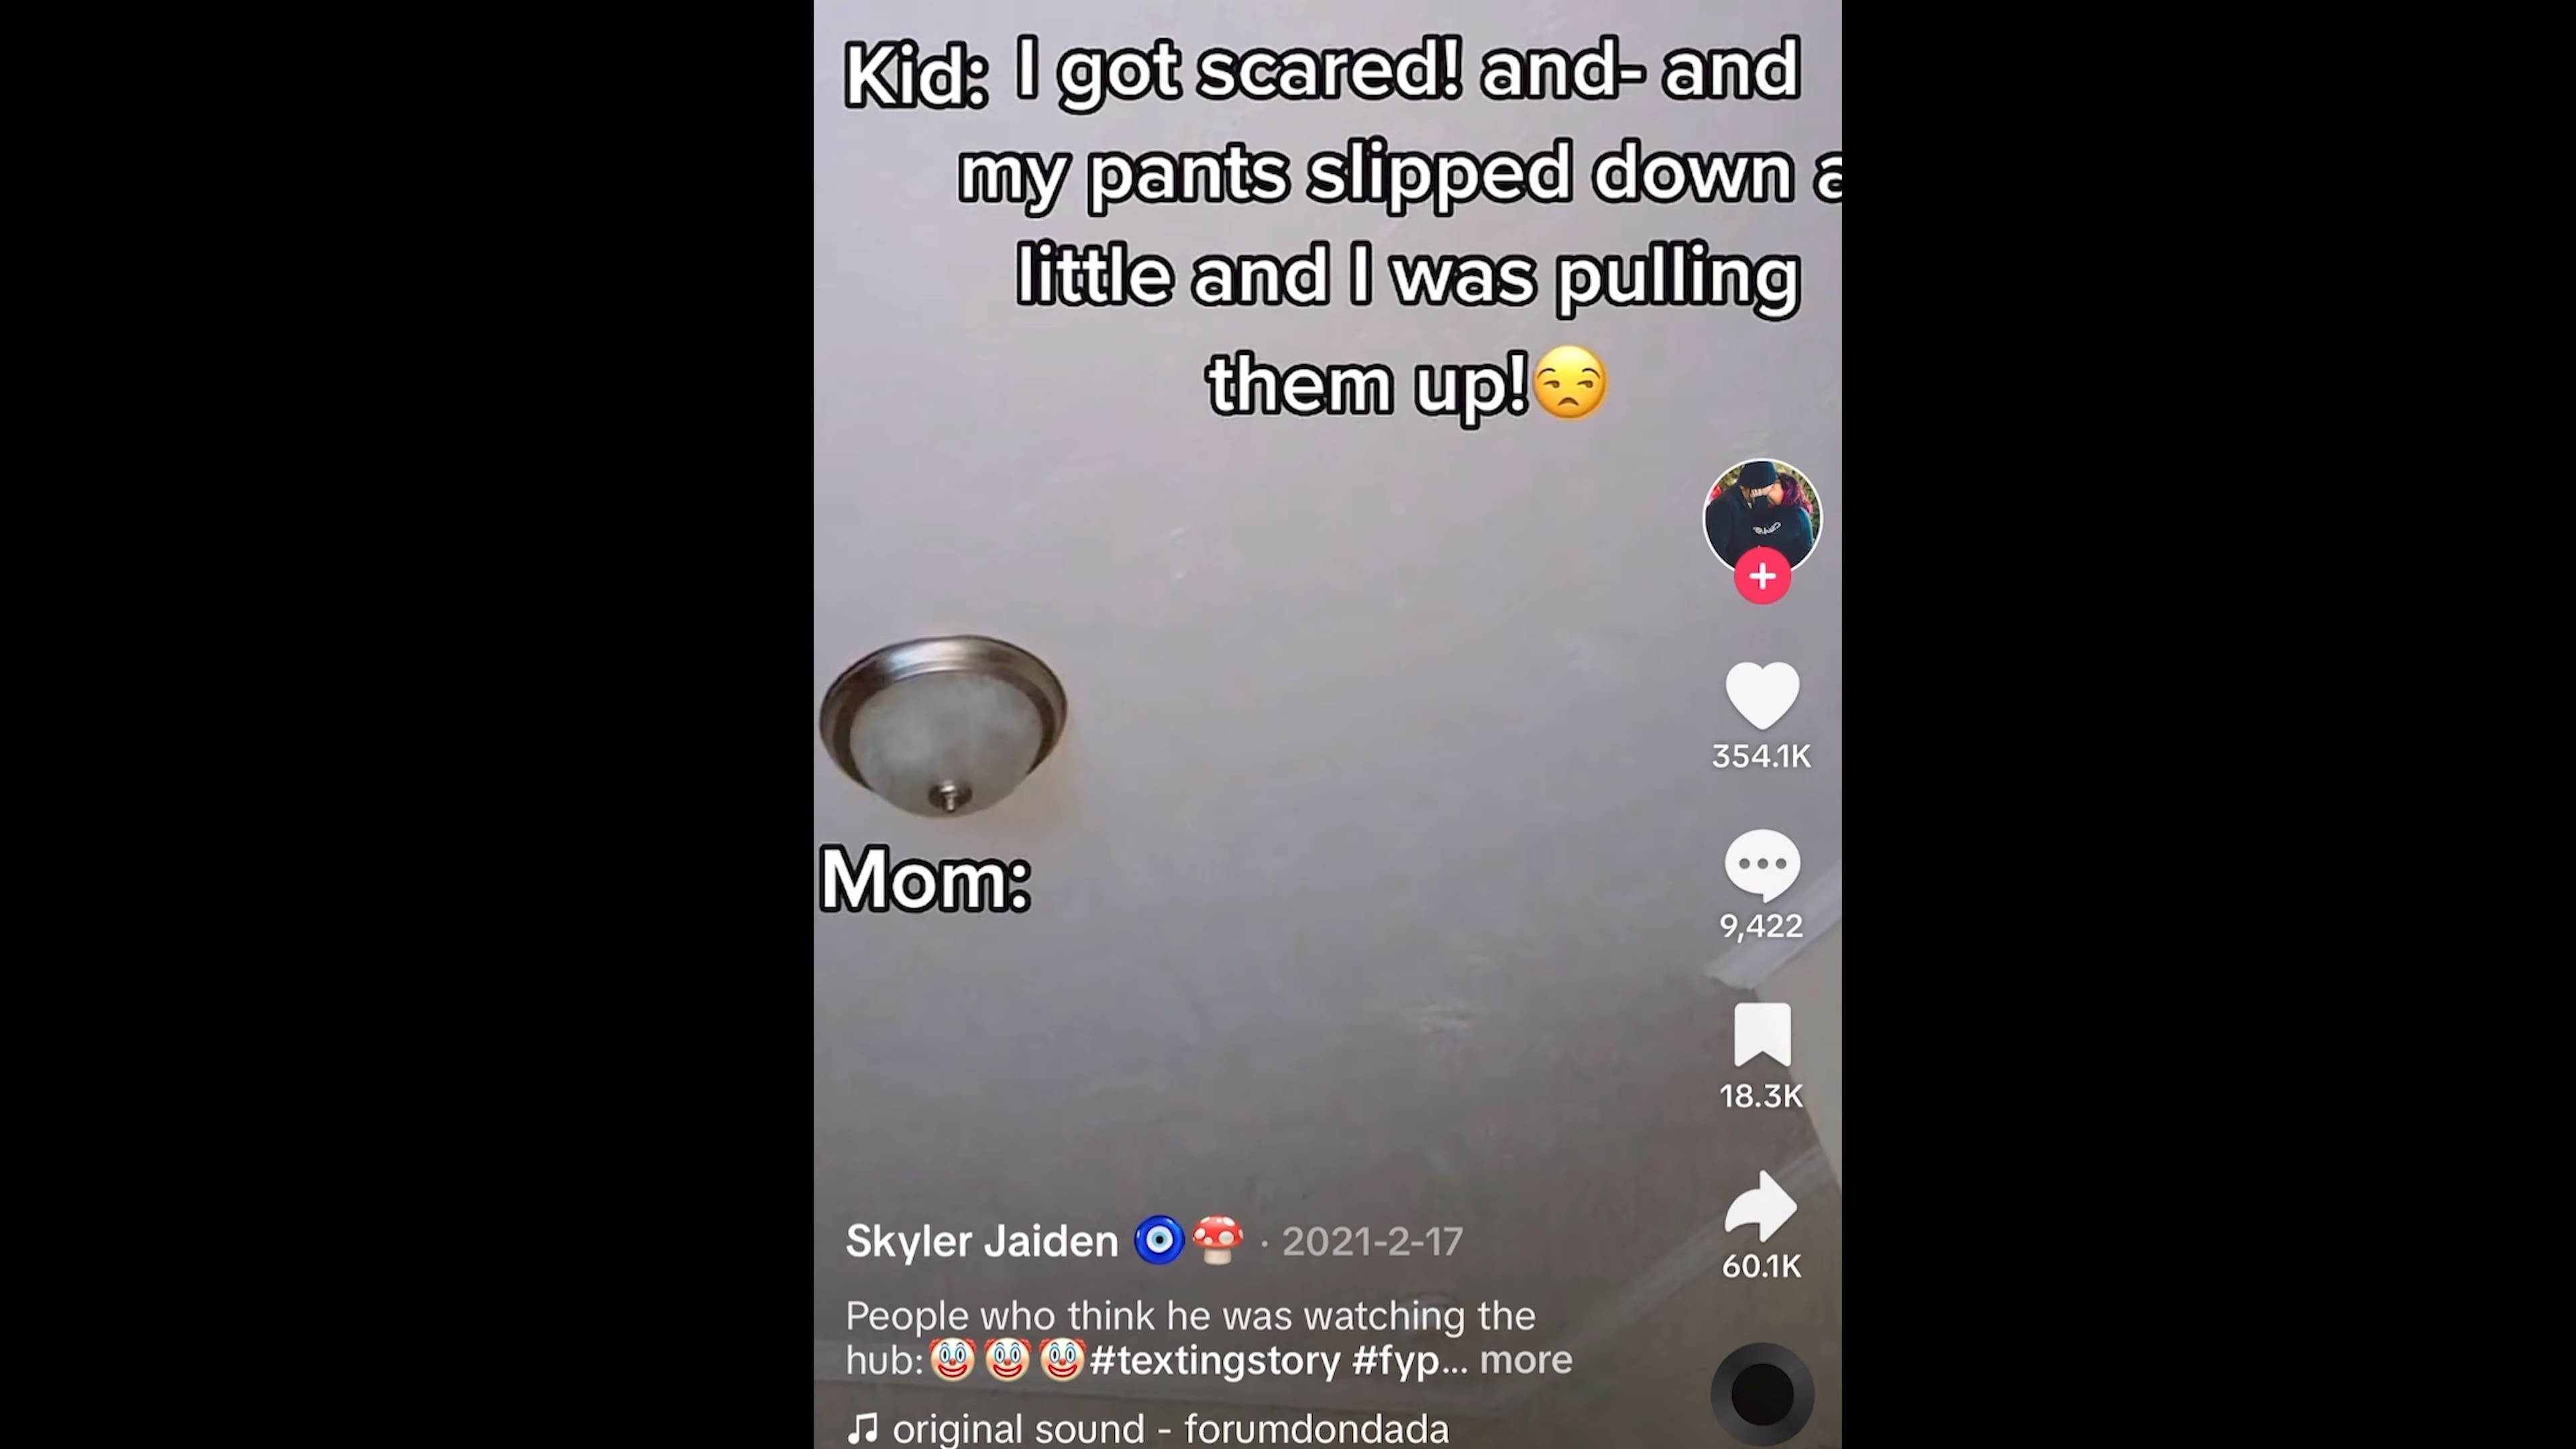 Kid: I got scared! and- and
my pants slipped down a
little and I was pulling
them up!😒
354.1K
Mom:
9,422
18.3K
Skyler Jaiden 🧿🍄 · 2021-2-17
60.1K
People who think he was watching the
hub:🤡🤡🤡#textingstory #fyp... more
♫ original sound - forumdondada